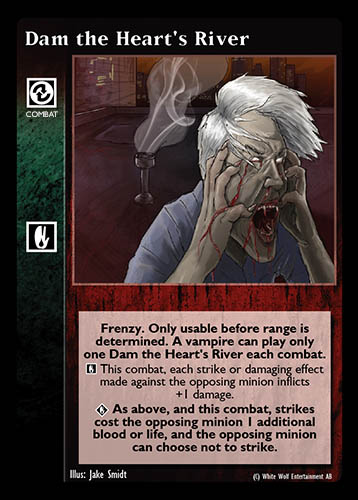 Dam the Heart's River
COMBAT
Frenzy. Only usable before range is
determined. A vampire can play only
one Dam the Heart's River each combat.
This combat, each strike or damaging effect
made against the opposing minion inflicts
+1 damage.
As above, and this combat, strikes
cost the opposing minion 1 additional
blood or life, and the opposing minion
can choose not to strike.
Illus: Jake Smidt
(C) White Wolf Entertainment AB